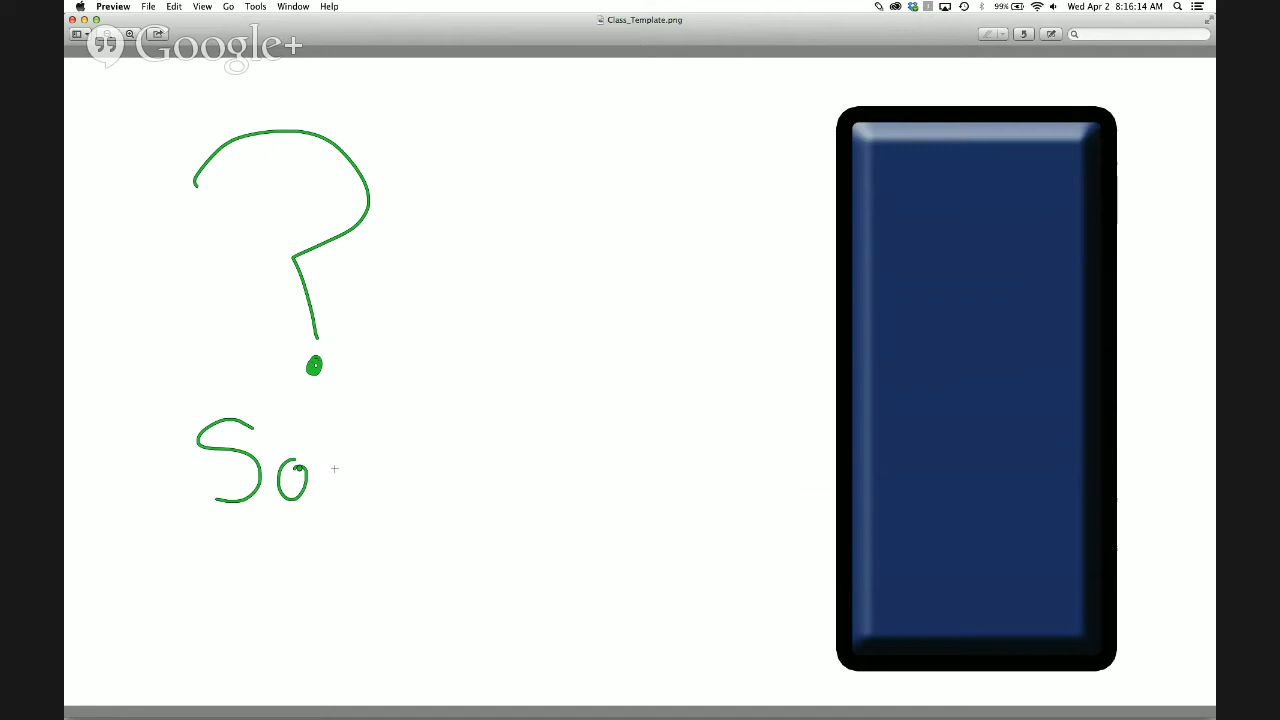 Preview File Edit View Go Tools Window Help 99% Wed Apr 2 8:16:14 AM
Class_Template.png
Google+
?
So